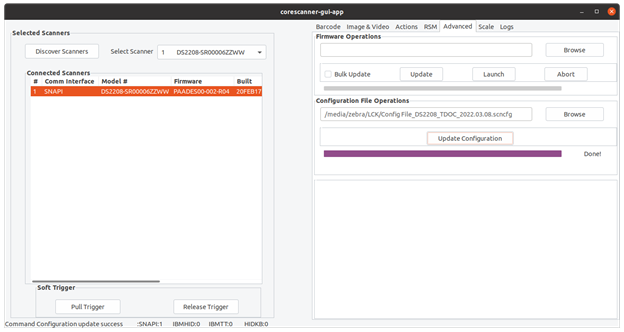 corescanner-gui-app
Selected Scanners
Discover Scanners
Select Scanner
1 DS2208-SR00006ZZWW
Connected Scanners
# Comm Interface Model # Firmware Built
1 SNAPI DS2208-SR00006ZZWW PAADES00-002-R04 20FEB17
Soft Trigger
Pull Trigger
Release Trigger
Barcode Image & Video Actions RSM Advanced Scale Logs
Firmware Operations
Browse
Bulk Update
Update
Launch
Abort
Configuration File Operations
/media/zebra/LCK/Config File_DS2208_TDOC_2022.03.08.scncfg
Browse
Update Configuration
Done!
Command Configuration update success :SNAPI:1 IBMHID:0 IBMTT:0 HIDKB:0